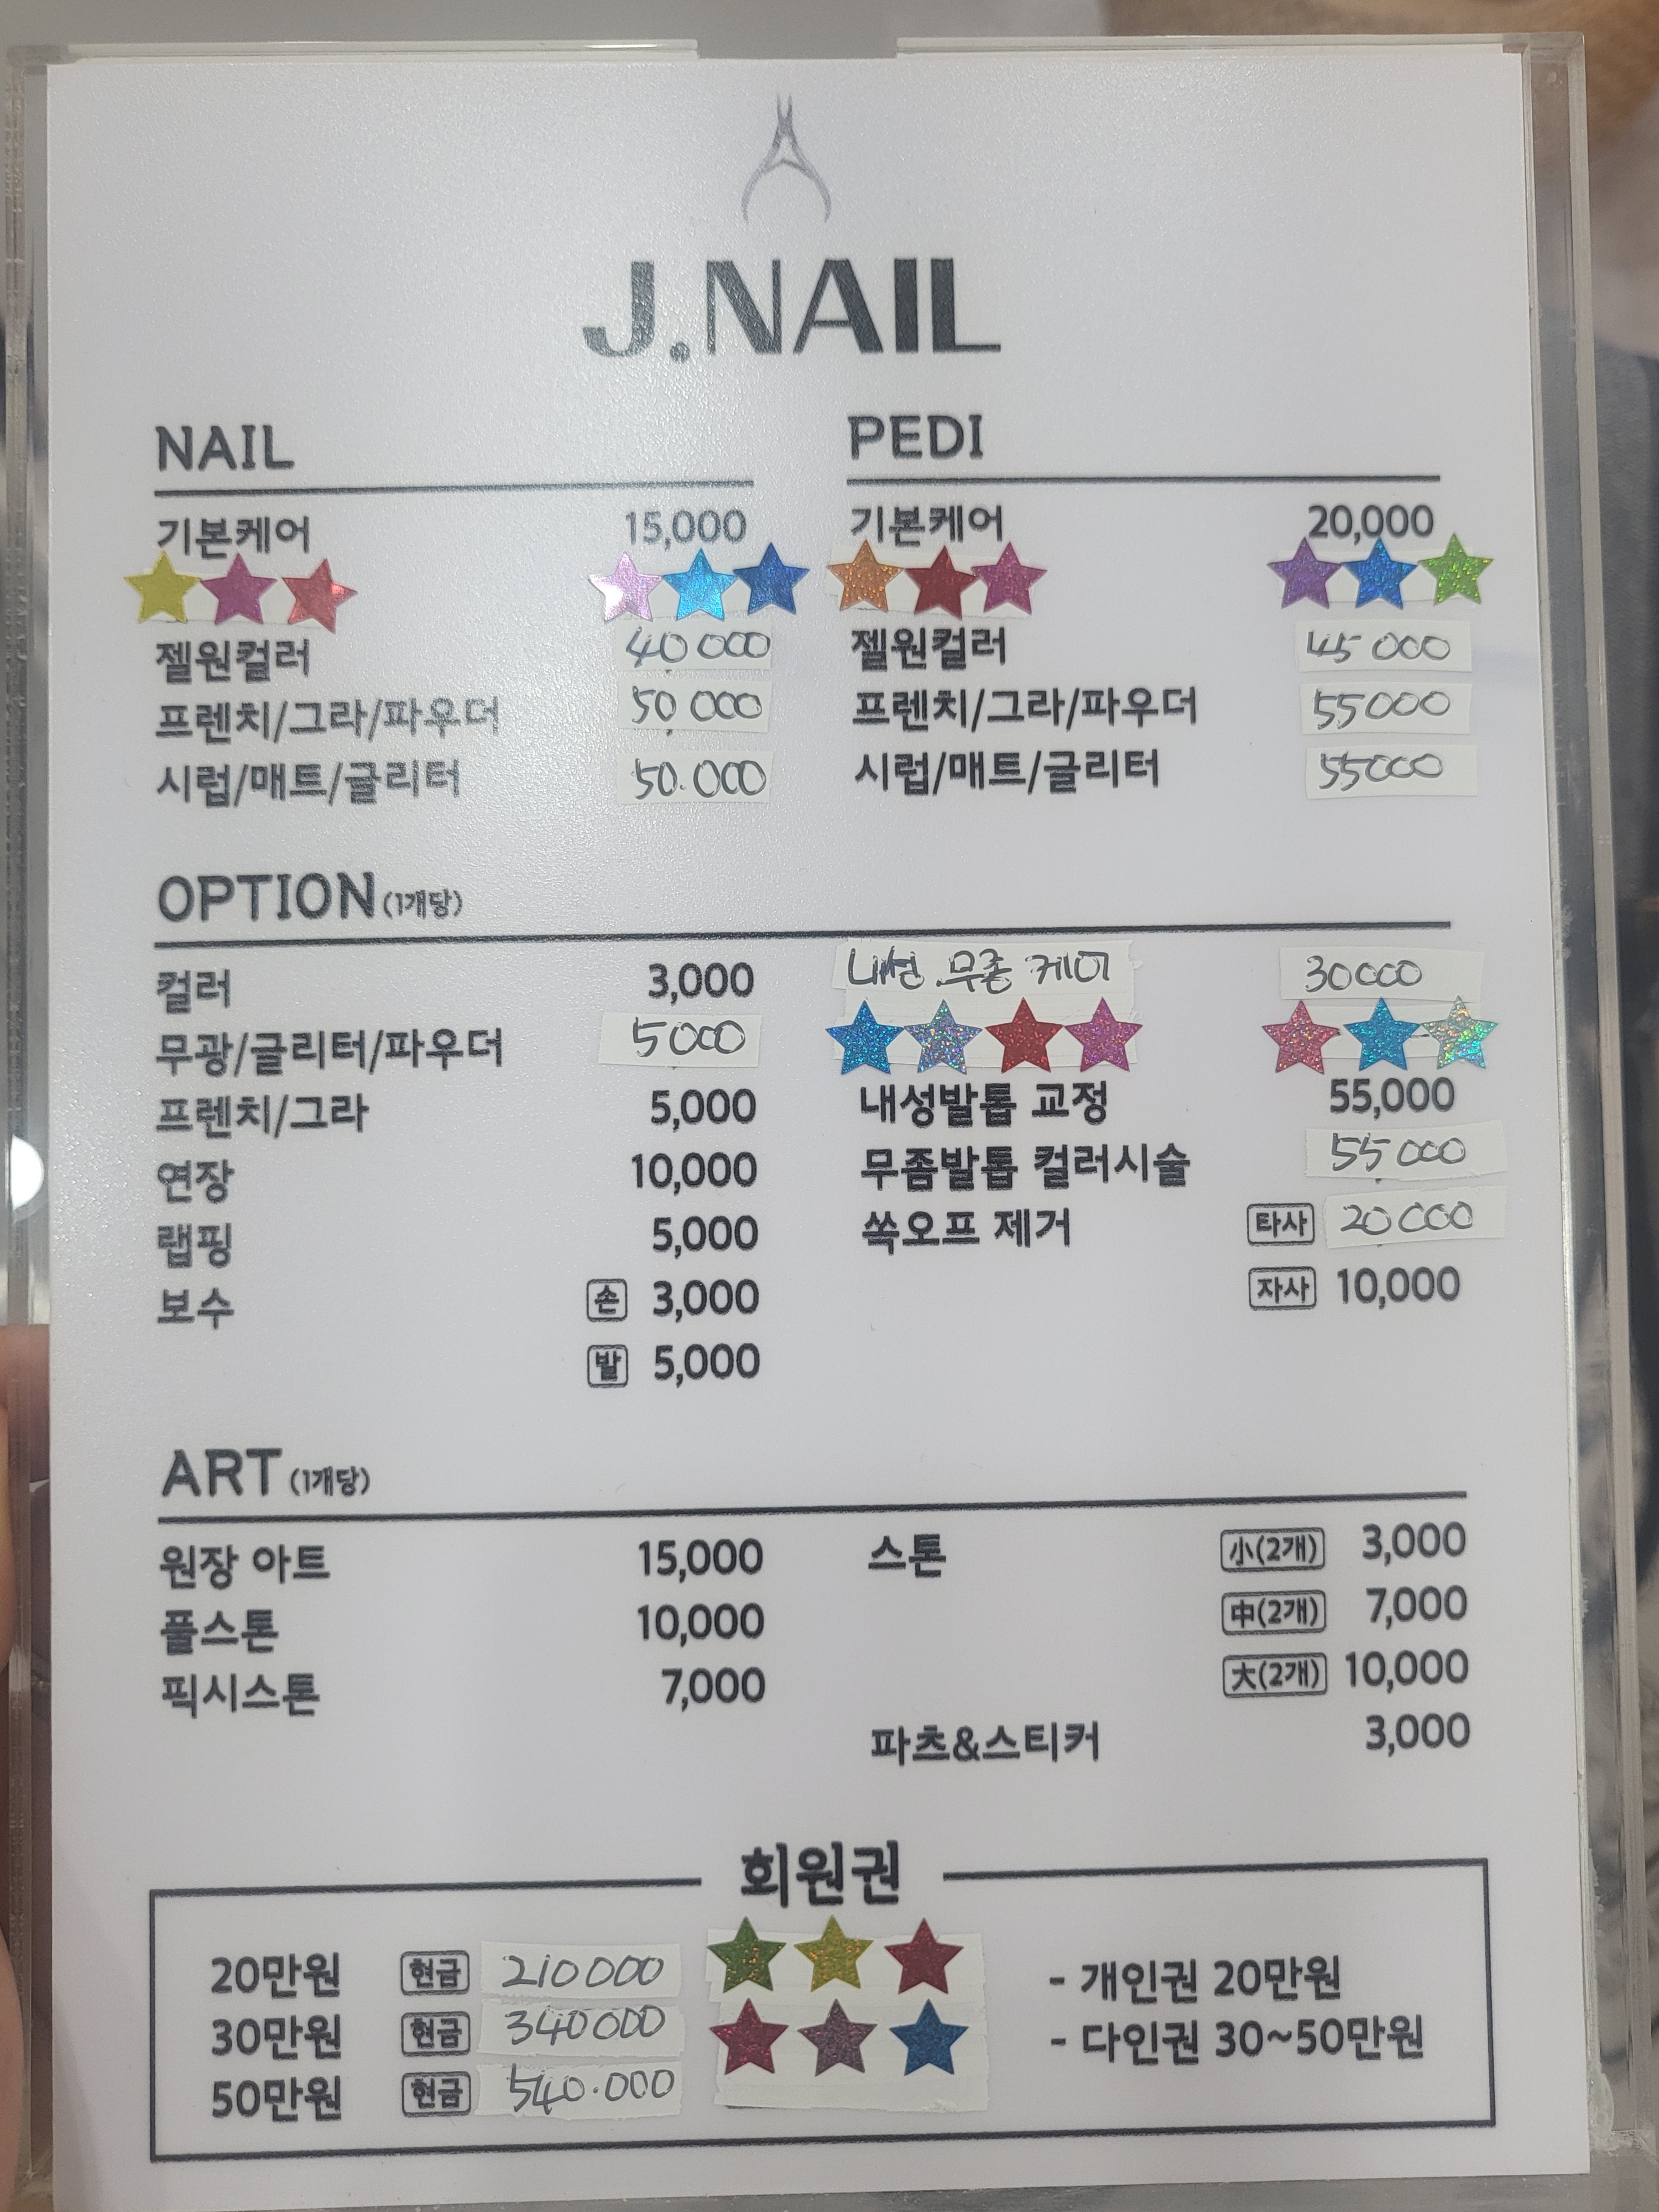 J.NAIL
NAIL
기본케어 15,000
젤원컬러 40000
프렌치/그라/파우더 50000
시럽/매트/글리터 50.000
PEDI
기본케어 20,000
젤원컬러 45000
프렌치/그라/파우더 55000
시럽/매트/글리터 55000
OPTION(1개당)
컬러 3,000
무광/글리터/파우더 5000
프렌치/그라 5,000
연장 10,000
랩핑 5,000
보수 손 3,000
발 5,000
내성.무좀 케어 30000
내성발톱 교정 55,000
무좀발톱 컬러시술 55000
쏙오프 제거 타사 20000
자사 10,000
ART(1개당)
원장 아트 15,000
풀스톤 10,000
픽시스톤 7,000
스톤 小(2개) 3,000
中(2개) 7,000
大(2개) 10,000
파츠&스티커 3,000
회원권
20만원 현금 210000
30만원 현금 340000
50만원 현금 540.000
- 개인권 20만원
- 다인권 30~50만원